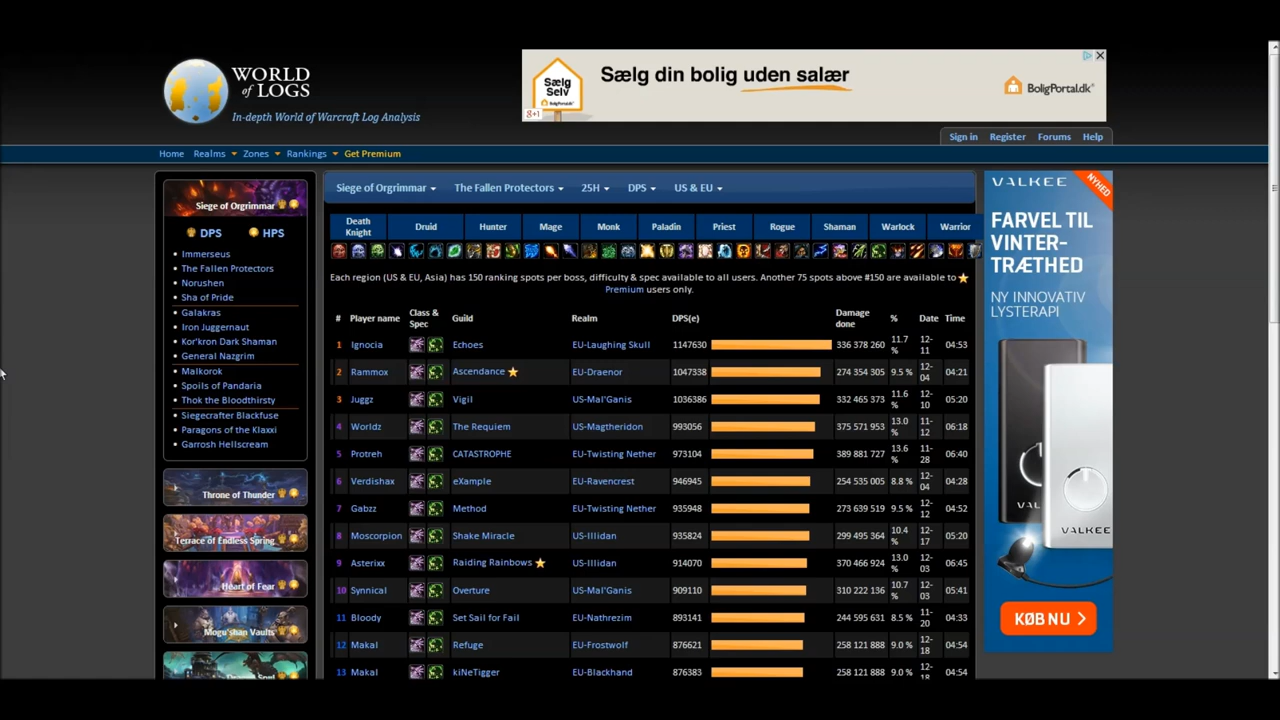 WORLD
of LOGS
In-depth World of Warcraft Log Analysis
Sælg
Selv
BoligPortal.dk
g+1
Sælg din bolig uden salær
BoligPortal.dk
Sign in Register Forums Help
Home Realms Zones Rankings Get Premium
Siege of Orgrimmar
DPS HPS
Immerseus
The Fallen Protectors
Norushen
Sha of Pride
Galakras
Iron Juggernaut
Kor'kron Dark Shaman
General Nazgrim
Malkorok
Spoils of Pandaria
Thok the Bloodthirsty
Siegecrafter Blackfuse
Paragons of the Klaxxi
Garrosh Hellscream
Throne of Thunder
Terrace of Endless Spring
Heart of Fear
Mogu'shan Vaults
Siege of Orgrimmar The Fallen Protectors 25H DPS US & EU
Death Knight Druid Hunter Mage Monk Paladin Priest Rogue Shaman Warlock Warrior
Each region (US & EU, Asia) has 150 ranking spots per boss, difficulty & spec available to all users. Another 75 spots above #150 are available to
Premium users only.
# Player name Class & Spec Guild Realm DPS(e) Damage done % Date Time
1 Ignocia Echoes EU-Laughing Skull 1147630 336 378 260 11.7 % 12-11 04:53
2 Rammox Ascendance EU-Draenor 1047338 274 354 305 9.5 % 12-04 04:21
3 Juggz Vigil US-Mal'Ganis 1036386 332 465 373 11.6 % 12-10 05:20
4 Worldz The Requiem US-Magtheridon 993056 375 571 953 13.0 % 11-12 06:18
5 Protreh CATASTROPHE EU-Twisting Nether 973104 389 881 727 13.6 % 11-28 06:40
6 Verdishax eXample EU-Ravencrest 946945 254 535 005 8.8 % 12-04 04:28
7 Gabzz Method EU-Twisting Nether 935948 273 639 519 9.5 % 12-12 04:52
8 Moscorpion Shake Miracle US-Illidan 935824 299 495 364 10.4 % 12-17 05:20
9 Asterixx Raiding Rainbows US-Illidan 914070 370 466 924 13.0 % 12-03 06:45
10 Synnical Overture US-Mal'Ganis 909110 310 222 136 10.7 % 12-03 05:41
11 Bloody Set Sail for Fail EU-Nathrezim 893141 244 595 631 8.5 % 11-20 04:33
12 Makal Refuge EU-Frostwolf 876621 258 121 888 9.0 % 12-18 04:54
13 Makal kiNeTigger EU-Blackhand 876383 258 121 888 9.0 % 12-18 04:54
VALKEE
NYHED
FARVEL TIL
VINTER-
TRÆTHED
NY INNOVATIV
LYSTERAPI
VALKEE
KØB NU